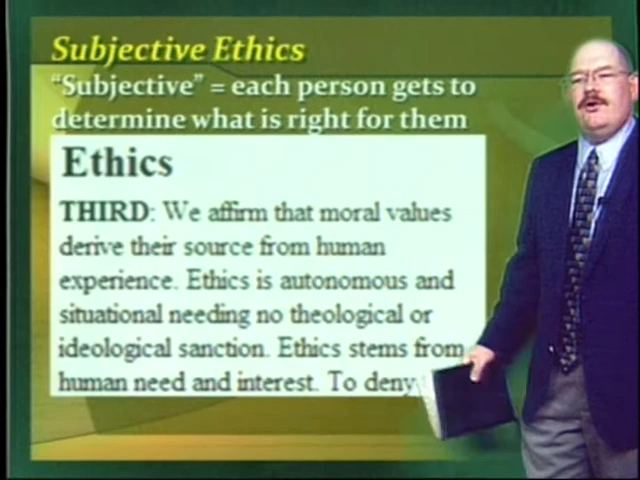 Subjective Ethics
“Subjective” = each person gets to
determine what is right for them
Ethics
THIRD: We affirm that moral values
derive their source from human
experience. Ethics is autonomous and
situational needing no theological or
ideological sanction. Ethics stems from
human need and interest. To deny